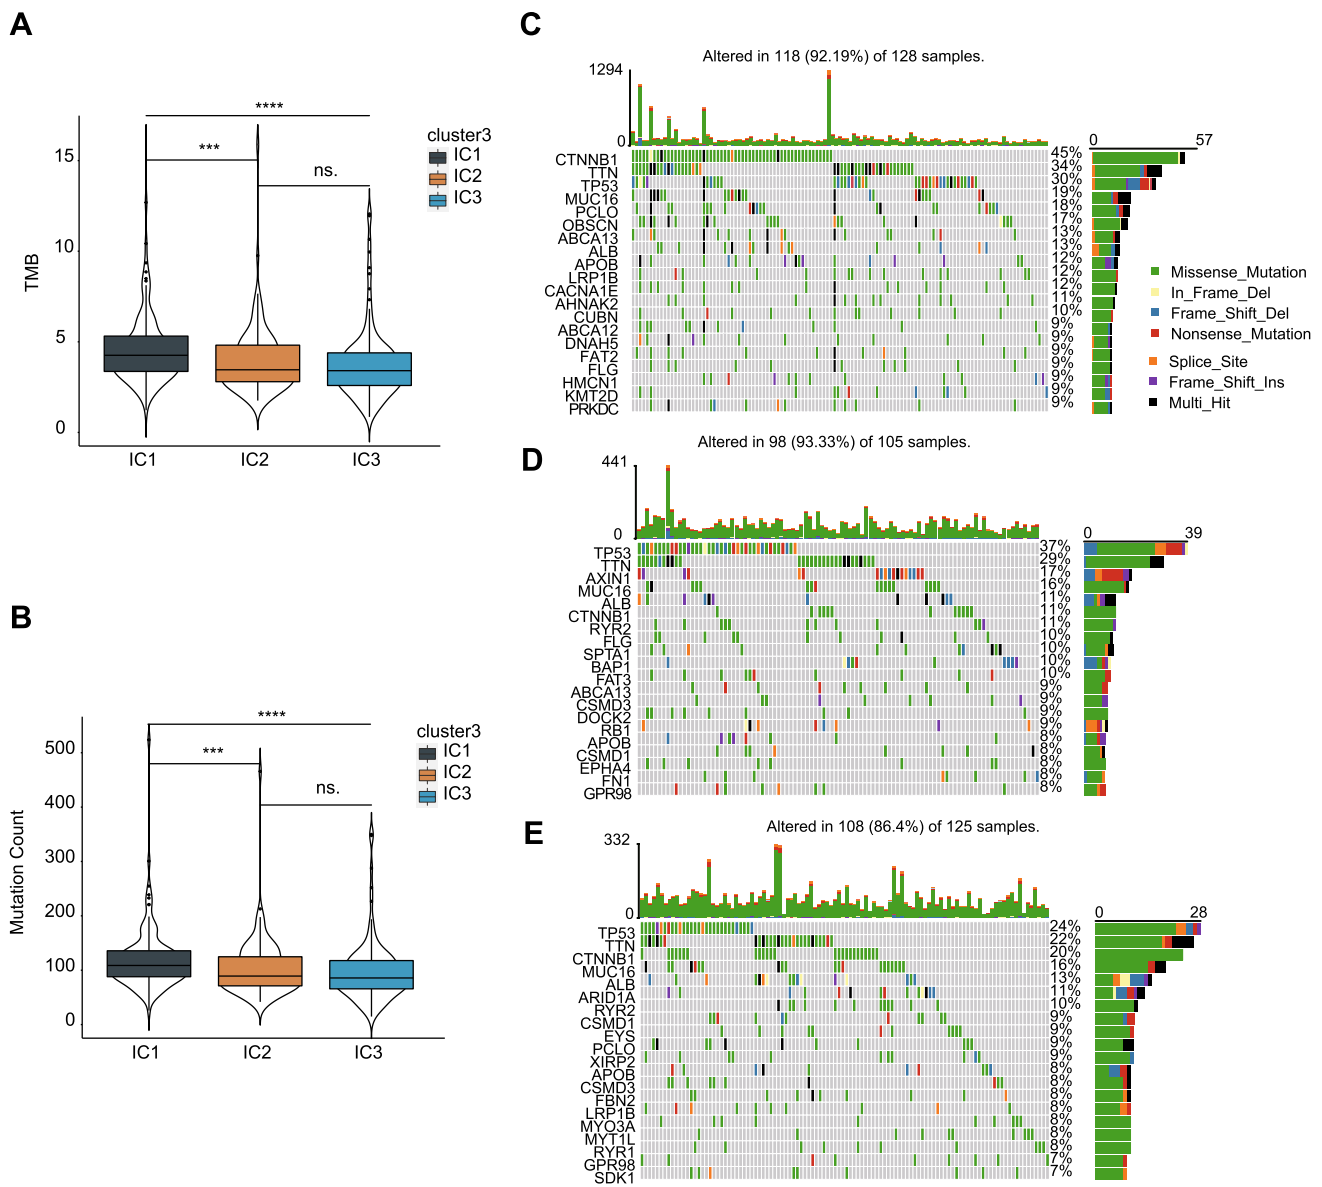 A
TMB
15
10
5
0
****
***
ns.
IC1
IC2
IC3
cluster3
IC1
IC2
IC3
B
Mutation Count
500
400
300
200
100
0
****
***
ns.
IC1
IC2
IC3
cluster3
IC1
IC2
IC3
C
Altered in 118 (92.19%) of 128 samples.
1294
0
0 57
CTNNB1 45%
TTN 34%
TP53 30%
MUC16 19%
PCLO 18%
OBSCN 17%
ABCA13 13%
ALB 13%
APOB 12%
LRP1B 12%
CACNA1E 12%
AHNAK2 11%
CUBN 10%
ABCA12 9%
DNAH5 9%
FAT2 9%
FLG 9%
HMCN1 9%
KMT2D 9%
PRKDC 9%
Missense_Mutation
In_Frame_Del
Frame_Shift_Del
Nonsense_Mutation
Splice_Site
Frame_Shift_Ins
Multi_Hit
D
Altered in 98 (93.33%) of 105 samples.
441
0
0 39
TP53 37%
TTN 29%
AXIN1 17%
MUC16 16%
ALB 11%
CTNNB1 11%
RYR2 11%
FLG 10%
SPTA1 10%
BAP1 10%
FAT3 10%
ABCA13 9%
CSMD3 9%
DOCK2 9%
RB1 9%
APOB 8%
CSMD1 8%
EPHA4 8%
FN1 8%
GPR98 8%
E
Altered in 108 (86.4%) of 125 samples.
332
0
0 28
TP53 24%
TTN 22%
CTNNB1 20%
MUC16 16%
ALB 13%
ARID1A 11%
RYR2 10%
CSMD1 9%
EYS 9%
PCLO 9%
XIRP2 9%
APOB 8%
CSMD3 8%
FBN2 8%
LRP1B 8%
MYO3A 8%
MYT1L 8%
RYR1 8%
GPR98 7%
SDK1 7%